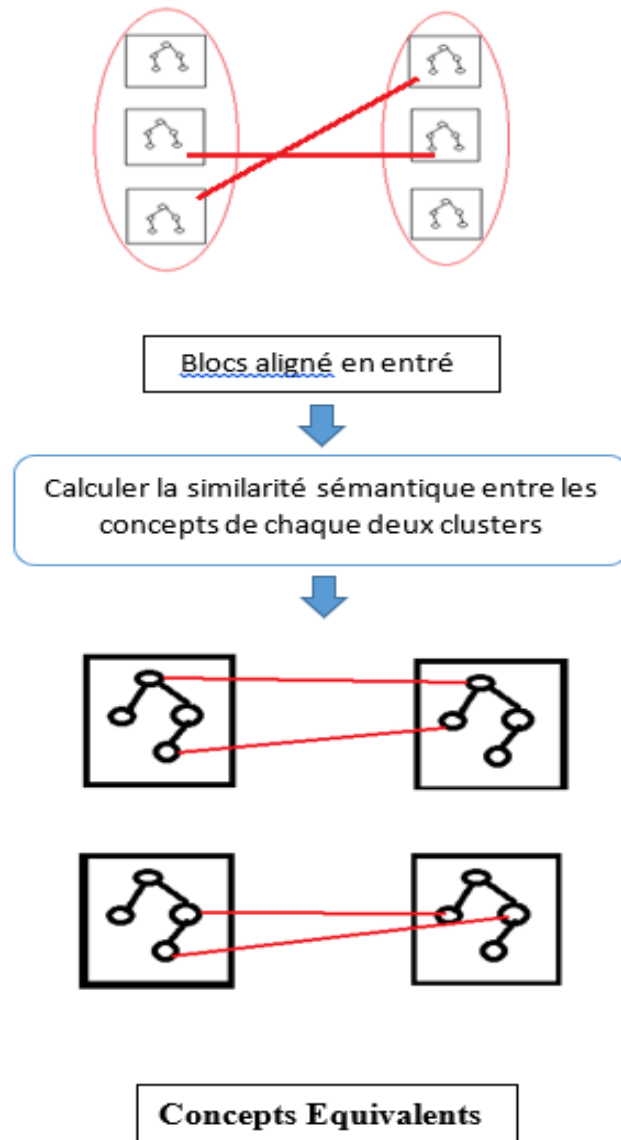 Blocs aligné en entré
Calculer la similarité sémantique entre les
concepts de chaque deux clusters
Concepts Equivalents